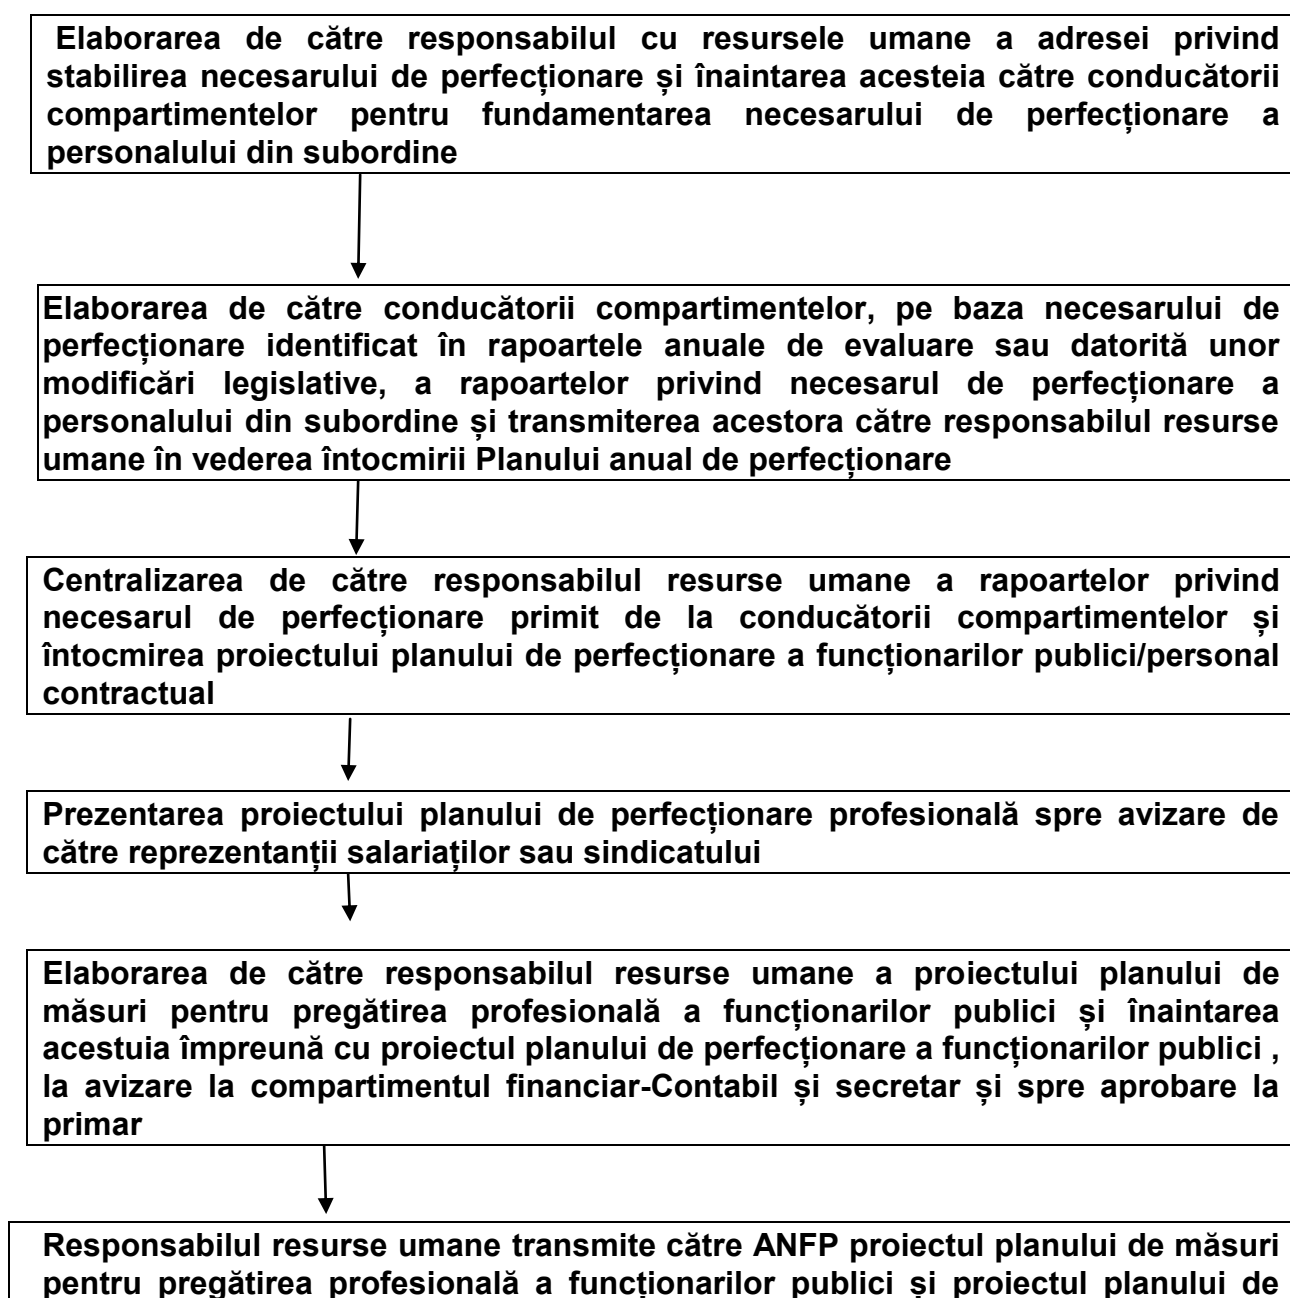 Elaborarea de către responsabilul cu resursele umane a adresei privind
stabilirea necesarului de perfecționare și înaintarea acesteia către conducătorii
compartimentelor pentru fundamentarea necesarului de perfecționare a
personalului din subordine
Elaborarea de către conducătorii compartimentelor, pe baza necesarului de
perfecționare identificat în rapoartele anuale de evaluare sau datorită unor
modificări legislative, a rapoartelor privind necesarul de perfecționare a
personalului din subordine și transmiterea acestora către responsabilul resurse
umane în vederea întocmirii Planului anual de perfecționare
Centralizarea de către responsabilul resurse umane a rapoartelor privind
necesarul de perfecționare primit de la conducătorii compartimentelor și
întocmirea proiectului planului de perfecționare a funcționarilor publici/personal
contractual
Prezentarea proiectului planului de perfecționare profesională spre avizare de
către reprezentanții salariaților sau sindicatului
Elaborarea de către responsabilul resurse umane a proiectului planului de
măsuri pentru pregătirea profesională a funcționarilor publici și înaintarea
acestuia împreună cu proiectul planului de perfecționare a funcționarilor publici ,
la avizare la compartimentul financiar-Contabil și secretar și spre aprobare la
primar
Responsabilul resurse umane transmite către ANFP proiectul planului de măsuri
pentru pregătirea profesională a funcționarilor publici și proiectul planului de